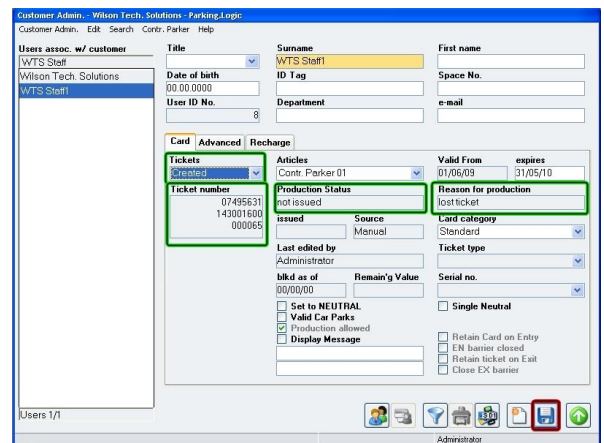 Customer Admin. - Wilson Tech. Solutions - Parking.Logic
Customer Admin. Edit Search Contr. Parker Help
Users assoc. w/ customer
WTS Staff
Wilson Tech. Solutions
WTS Staff1
Users 1/1
Title
Surname
First name
WTS Staff1
Date of birth
ID Tag
Space No.
00.00.0000
User ID No.
Department
e-mail
8
Card Advanced Recharge
Tickets
Articles
Valid From
expires
Created
Contr. Parker 01
01/06/09
31/05/10
Ticket number
Production Status
Reason for production
07495631
not issued
lost ticket
143001600
000065
issued
Source
Card category
Manual
Standard
Last edited by
Ticket type
Administrator
blkd as of
Remain'g Value
Serial no.
00/00/00
Set to NEUTRAL
Single Neutral
Valid Car Parks
Production allowed
Display Message
Retain Card on Entry
EN barrier closed
Retain ticket on Exit
Close EX barrier
Administrator